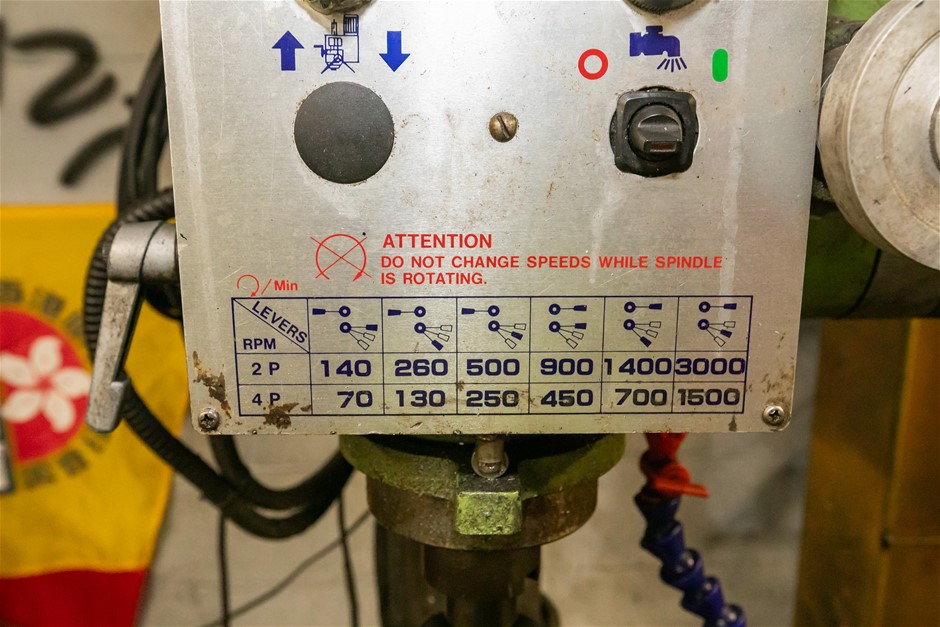 ATTENTION
DO NOT CHANGE SPEEDS WHILE SPINDLE
IS ROTATING.
/Min
LEVERS
RPM
2 P 140 260 500 900 1400 3000
4 P 70 130 250 450 700 1500